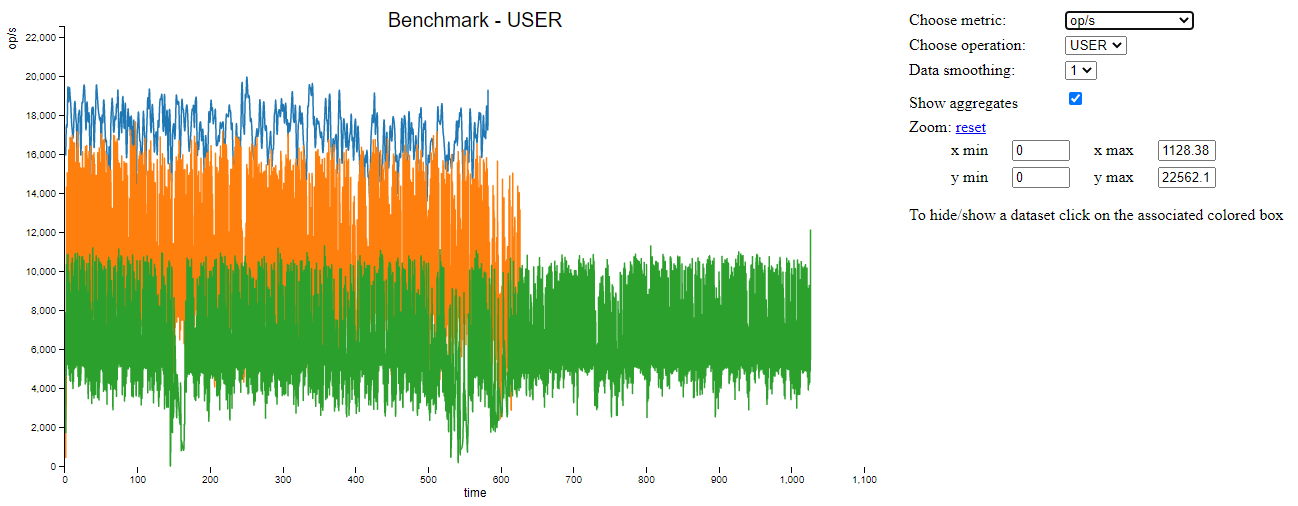 Benchmark - USER
op/s
22,000
20,000
18,000
16,000
14,000
12,000
10,000
8,000
6,000
4,000
2,000
0
0 100 200 300 400 500 600 700 800 900 1,000 1,100
time
Choose metric: op/s
Choose operation: USER
Data smoothing: 1
Show aggregates
Zoom: reset
x min 0 x max 1128.38
y min 0 y max 22562.1
To hide/show a dataset click on the associated colored box